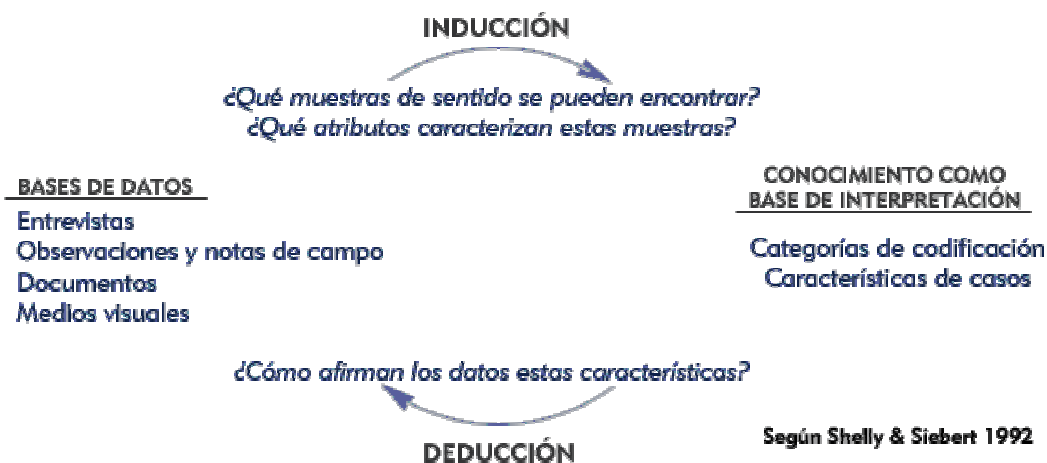 INDUCCIÓN
¿Qué muestras de sentido se pueden encontrar?
¿Qué atributos caracterizan estas muestras?
BASES DE DATOS
Entrevistas
Observaciones y notas de campo
Documentos
Medios visuales
CONOCIMIENTO COMO
BASE DE INTERPRETACIÓN
Categorías de codificación
Características de casos
¿Cómo afirman los datos estas características?
DEDUCCIÓN
Según Shelly & Siebert 1992